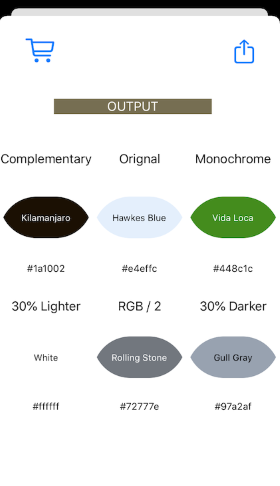 OUTPUT
Complementary Orignal Monochrome
Kilamanjaro Hawkes Blue Vida Loca
#1a1002 #e4effc #448c1c
30% Lighter RGB / 2 30% Darker
White Rolling Stone Gull Gray
#ffffff #72777e #97a2af